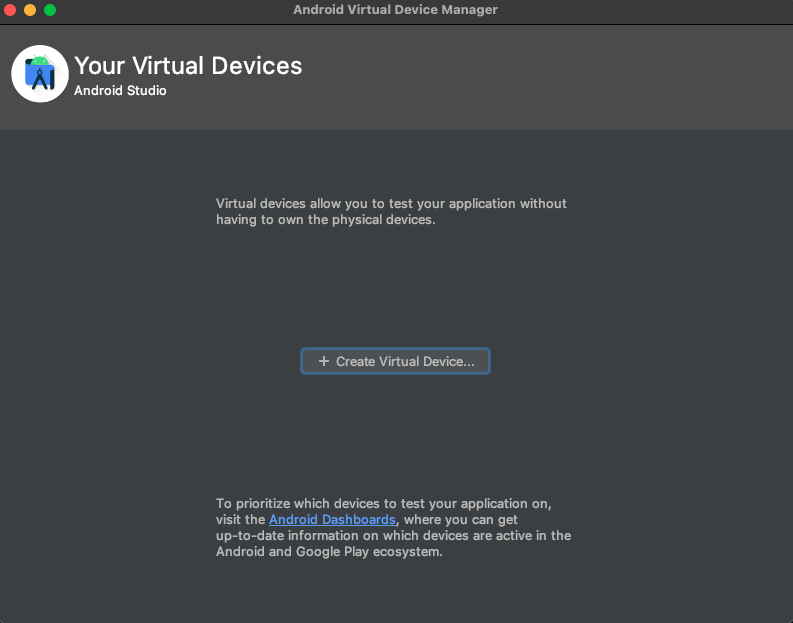 Android Virtual Device Manager
Your Virtual Devices
Android Studio
Virtual devices allow you to test your application without
having to own the physical devices.
+ Create Virtual Device...
To prioritize which devices to test your application on,
visit the Android Dashboards, where you can get
up-to-date information on which devices are active in the
Android and Google Play ecosystem.